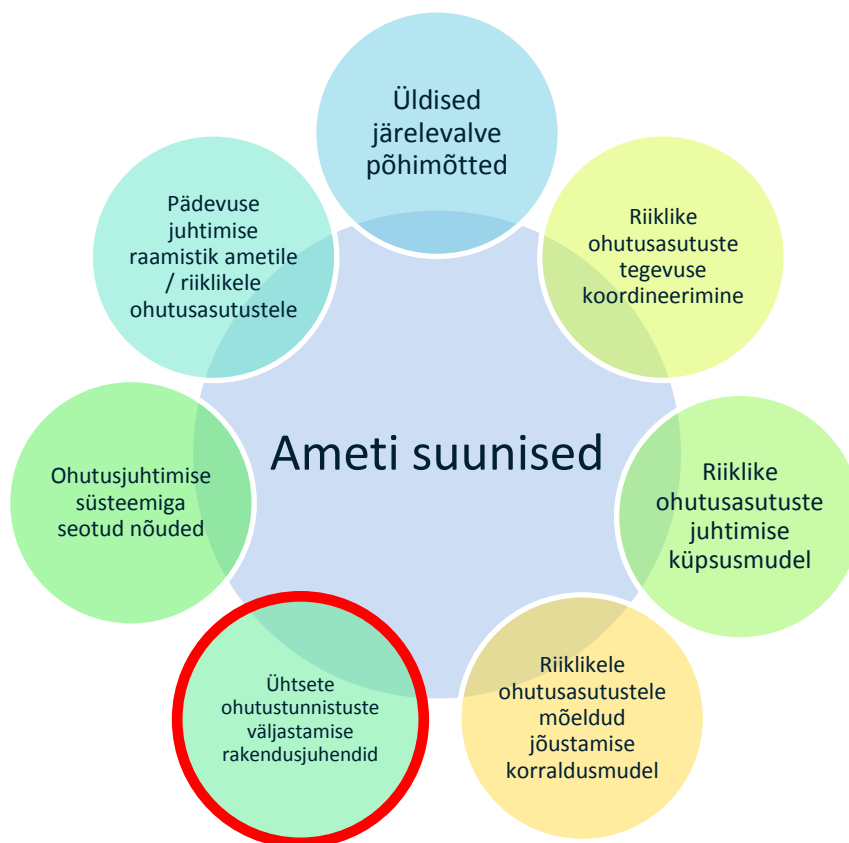 Üldised
järelevalve
põhimõtted
Riiklike
ohutusasutuste
tegevuse
koordineerimine
Riiklike
ohutusasutuste
juhtimise
küpsusmudel
Riiklikele
ohutusasutustele
mõeldud
jõustamise
korraldusmudel
Ühtsete
ohutustunnistuste
väljastamise
rakendusjuhendid
Ohutusjuhtimise
süsteemiga
seotud nõuded
Pädevuse
juhtimise
raamistik ametile
/ riiklikele
ohutusasutustele
Ameti suunised